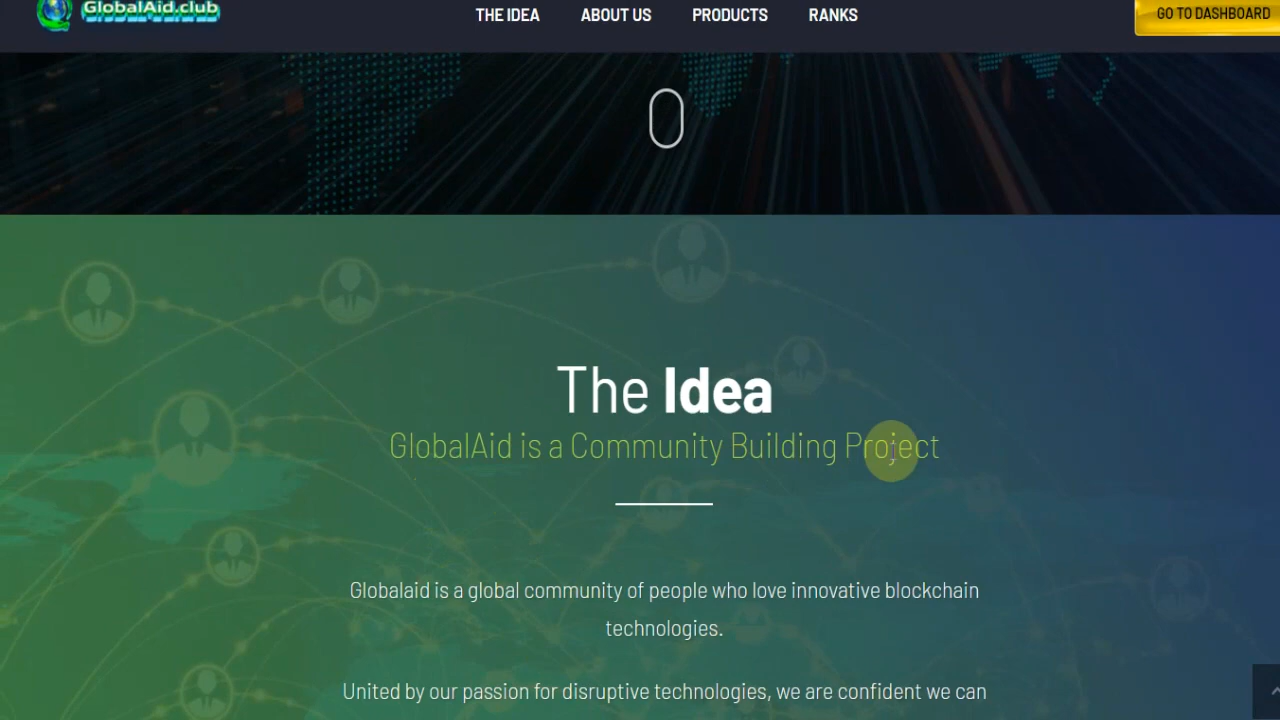 GlobalAid.club
THE IDEA
ABOUT US
PRODUCTS
RANKS
GO TO DASHBOARD
The Idea
GlobalAid is a Community Building Project
Globalaid is a global community of people who love innovative blockchain
technologies.
United by our passion for disruptive technologies, we are confident we can